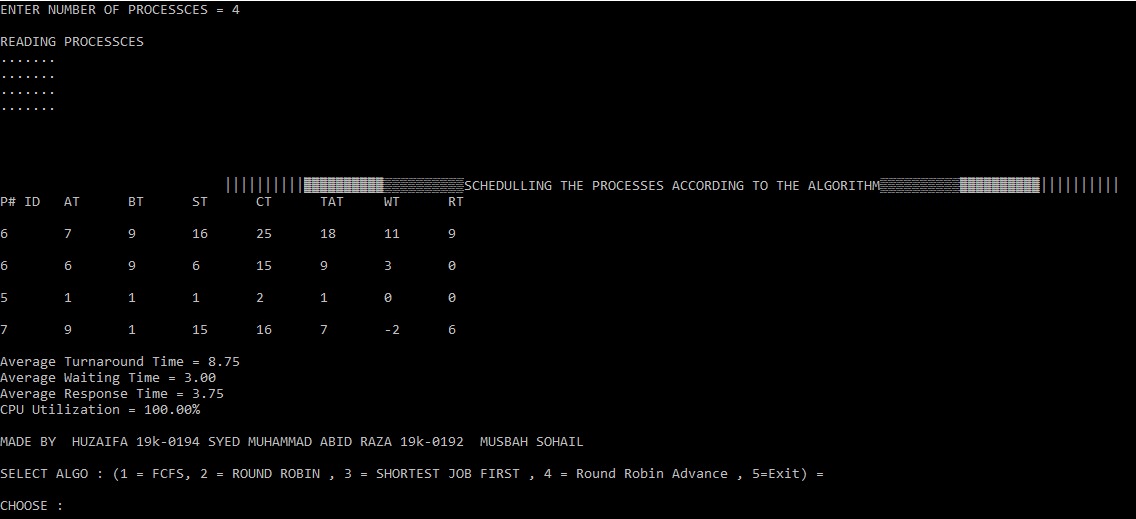 ENTER NUMBER OF PROCESSCES = 4
READING PROCESSCES
.......
.......
.......
.......
SCHEDULLING THE PROCESSES ACCORDING TO THE ALGORITHM
P# ID AT BT ST CT TAT WT RT
6 7 9 16 25 18 11 9
6 6 9 6 15 9 3 0
5 1 1 1 2 1 0 0
7 9 1 15 16 7 -2 6
Average Turnaround Time = 8.75
Average Waiting Time = 3.00
Average Response Time = 3.75
CPU Utilization = 100.00%
MADE BY  HUZAIFA 19k-0194 SYED MUHAMMAD ABID RAZA 19k-0192  MUSBAH SOHAIL
SELECT ALGO : (1 = FCFS, 2 = ROUND ROBIN , 3 = SHORTEST JOB FIRST , 4 = Round Robin Advance , 5=Exit) =
CHOOSE :